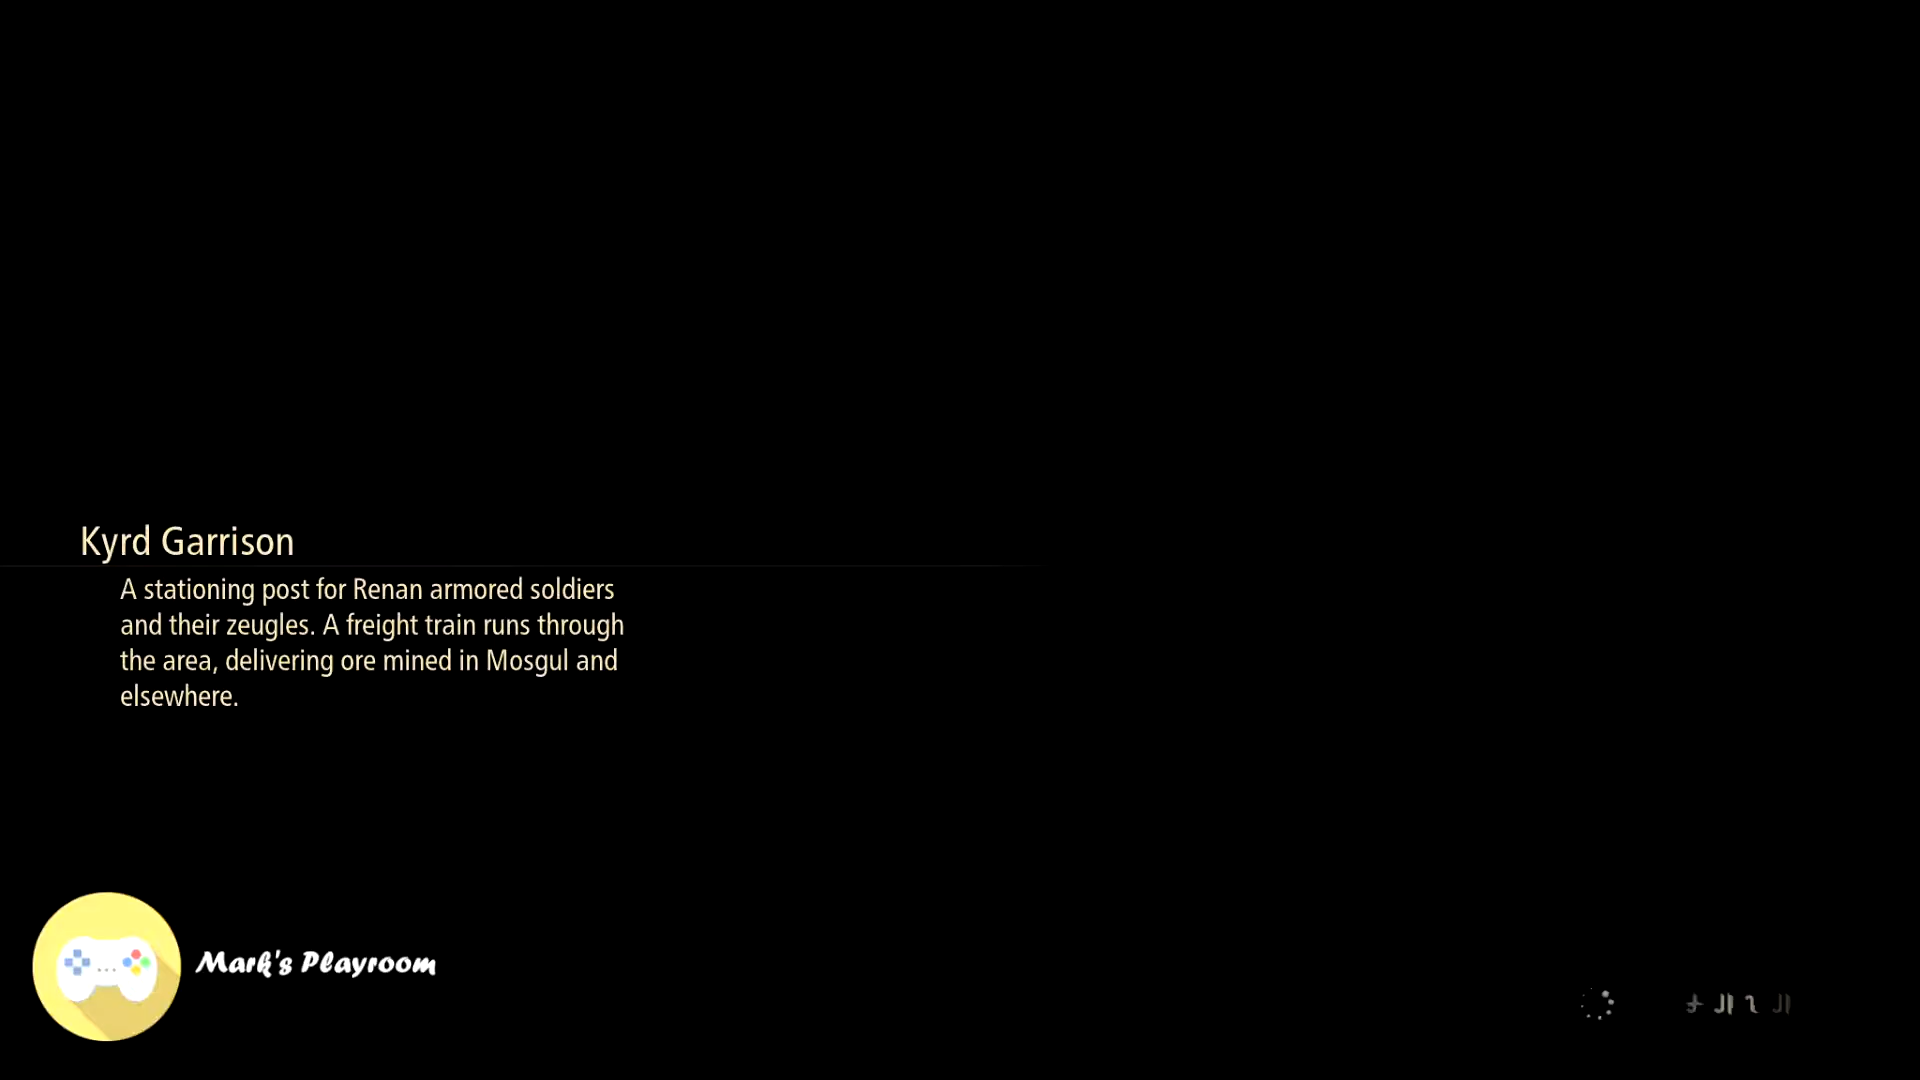 Kyrd Garrison
A stationing post for Renan armored soldiers
and their zeugles. A freight train runs through
the area, delivering ore mined in Mosgul and
elsewhere.
Mark's Playroom